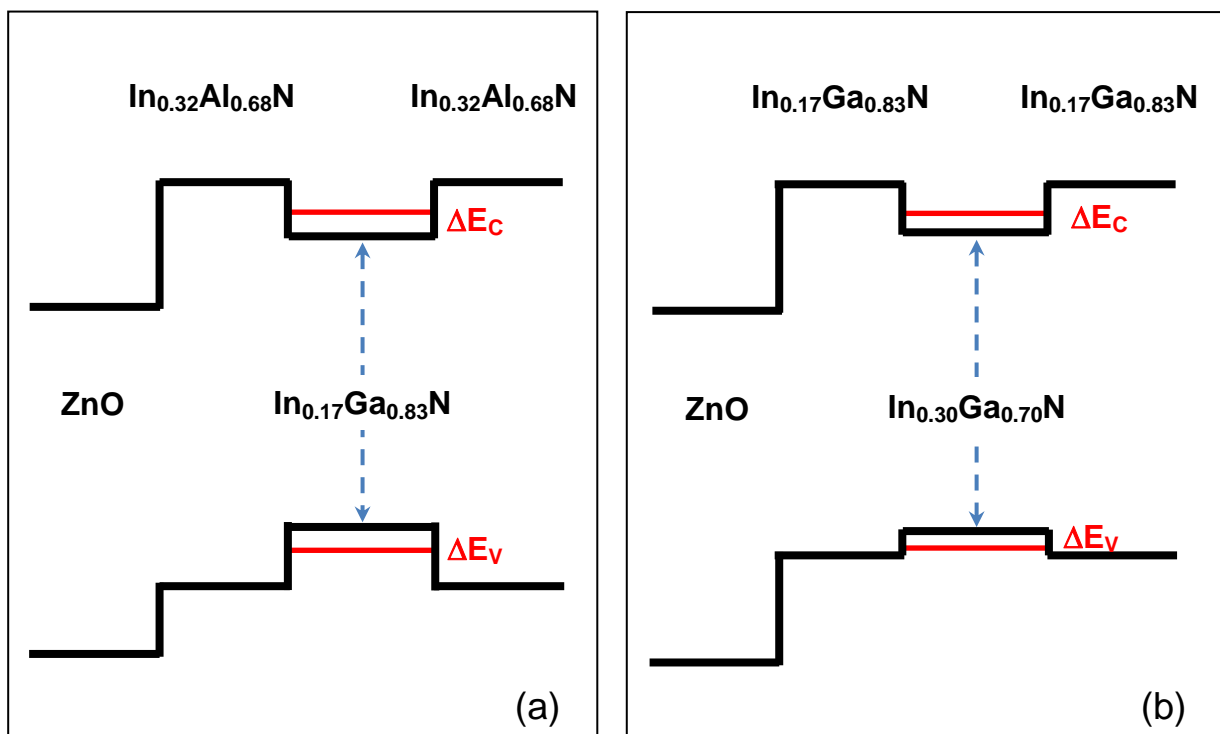 In0.32Al0.68N In0.32Al0.68N
ΔEC
ZnO In0.17Ga0.83N
ΔEV
(a)
In0.17Ga0.83N In0.17Ga0.83N
ΔEC
ZnO In0.30Ga0.70N
ΔEV
(b)